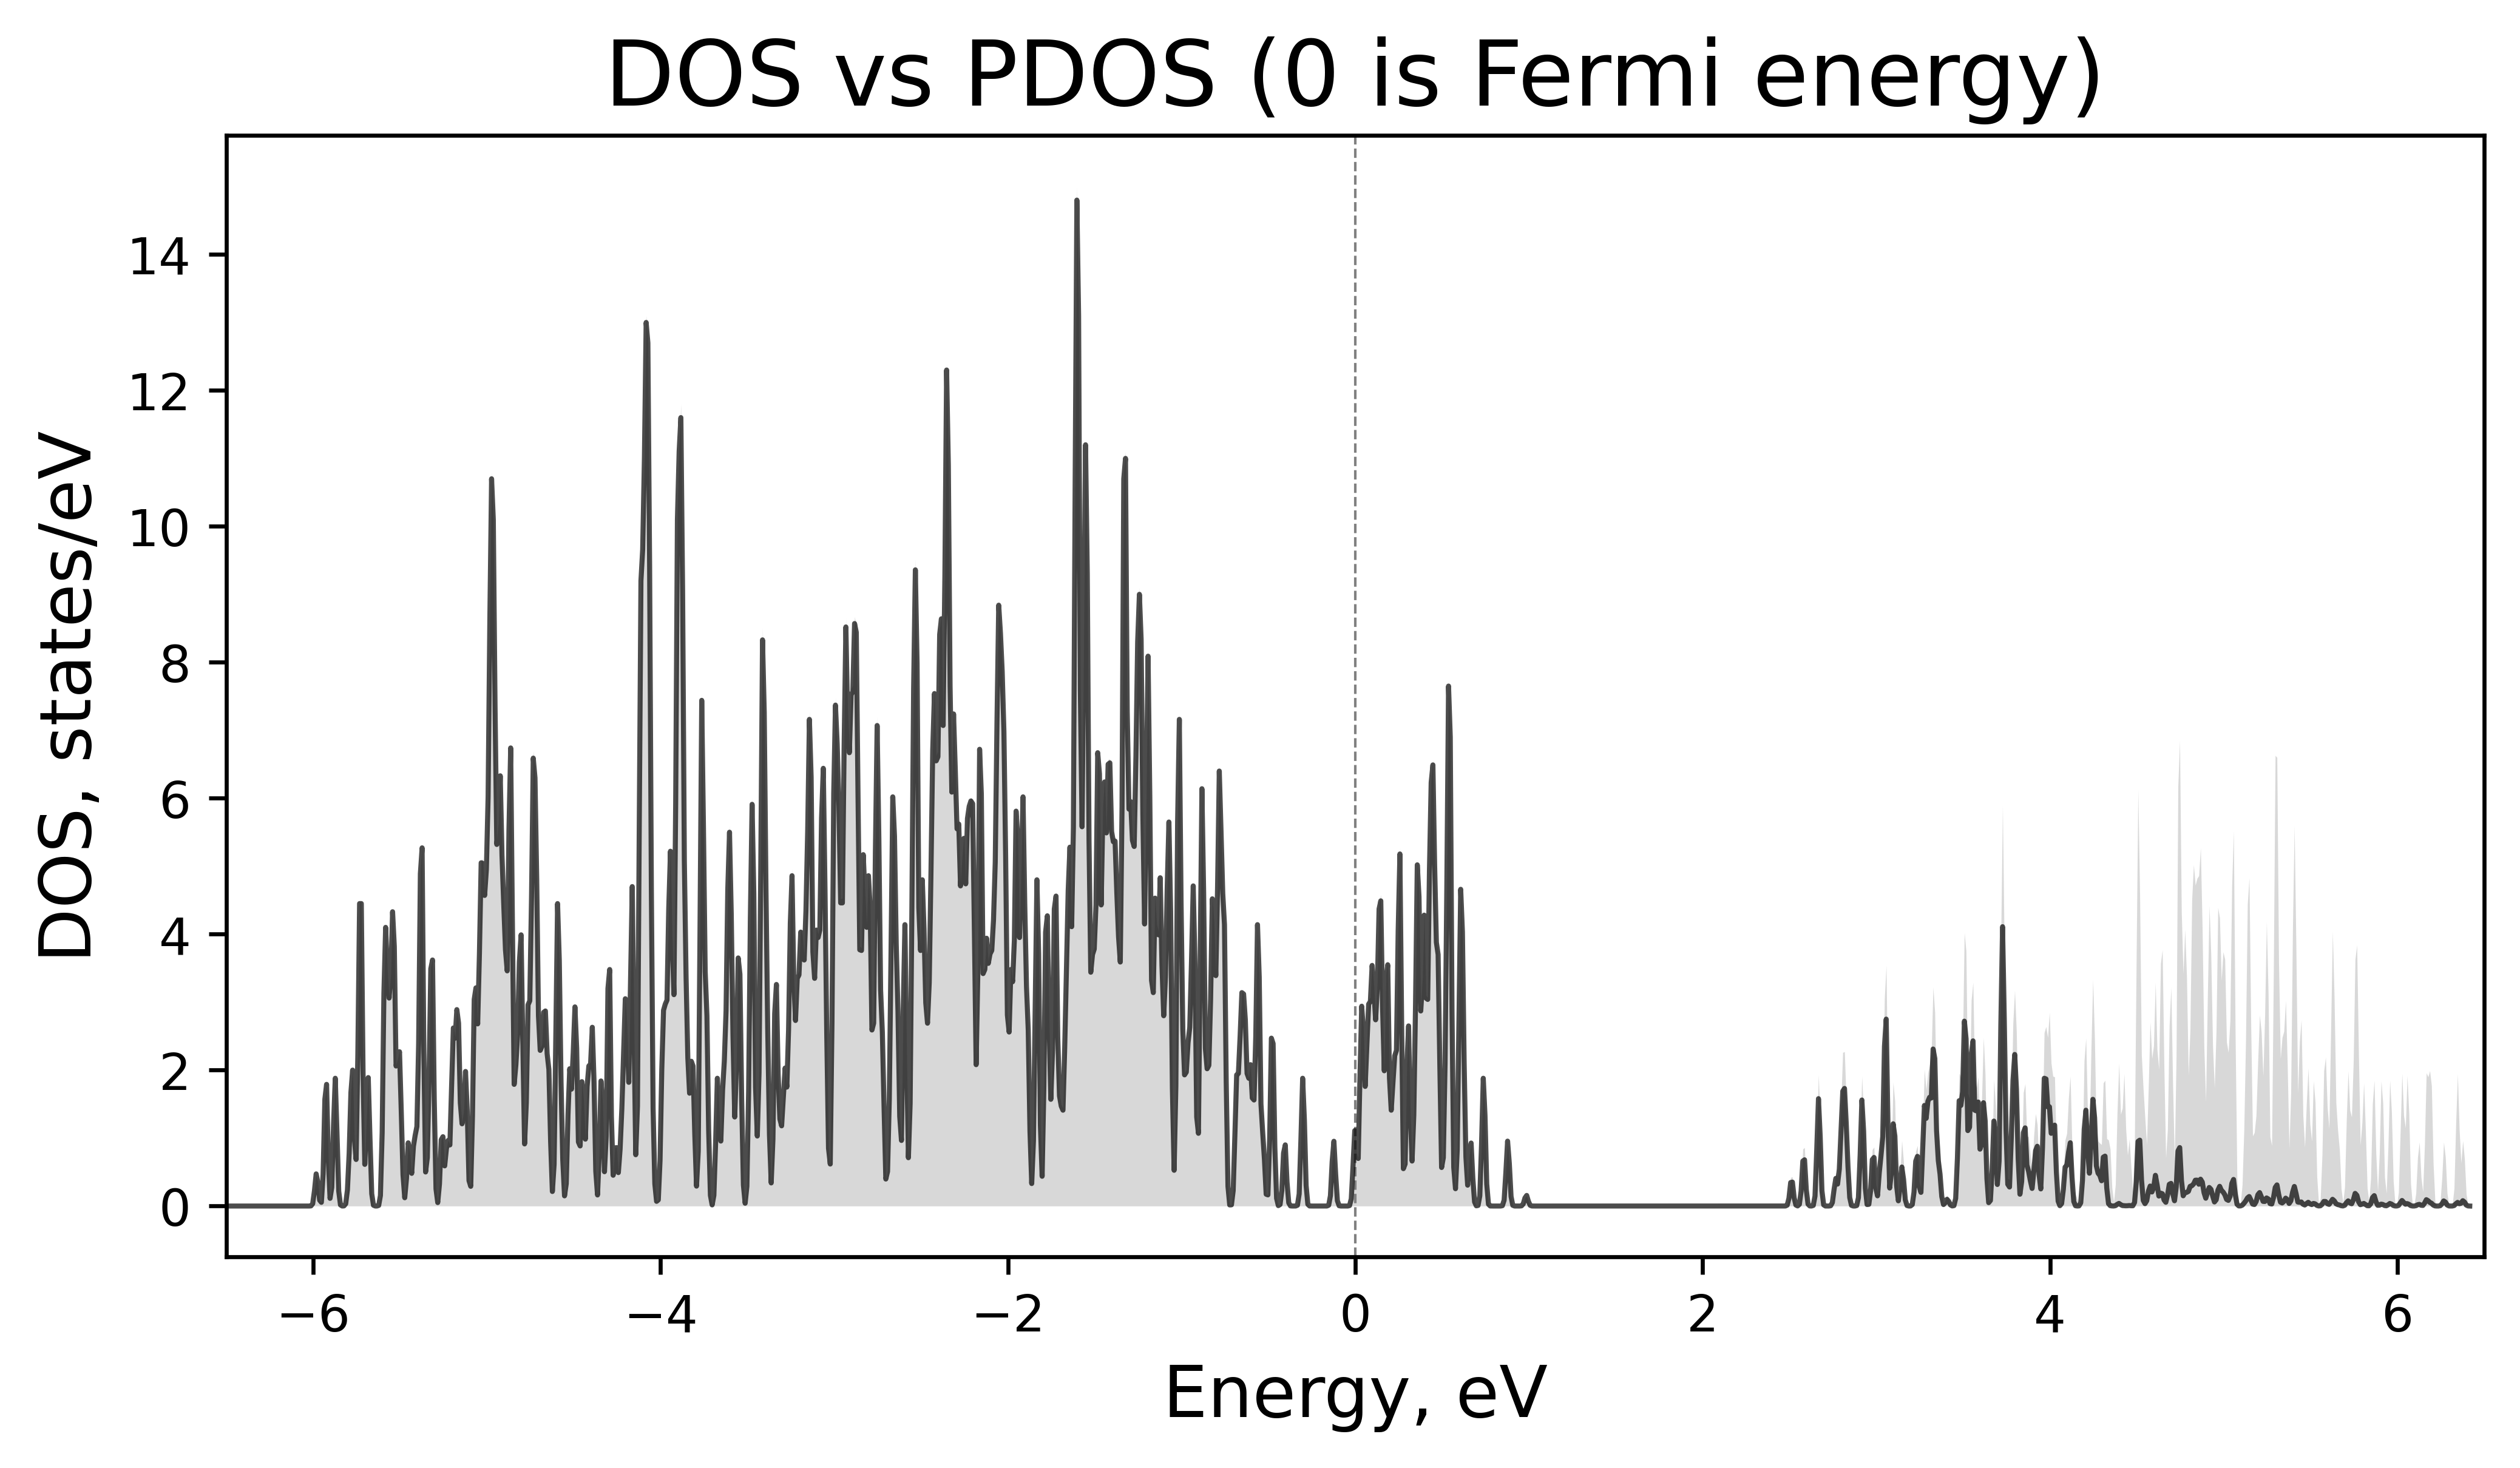 DOS vs PDOS (0 is Fermi energy)
DOS, states/eV
14
12
10
8
6
4
2
0
−6 −4 −2 0 2 4 6
Energy, eV